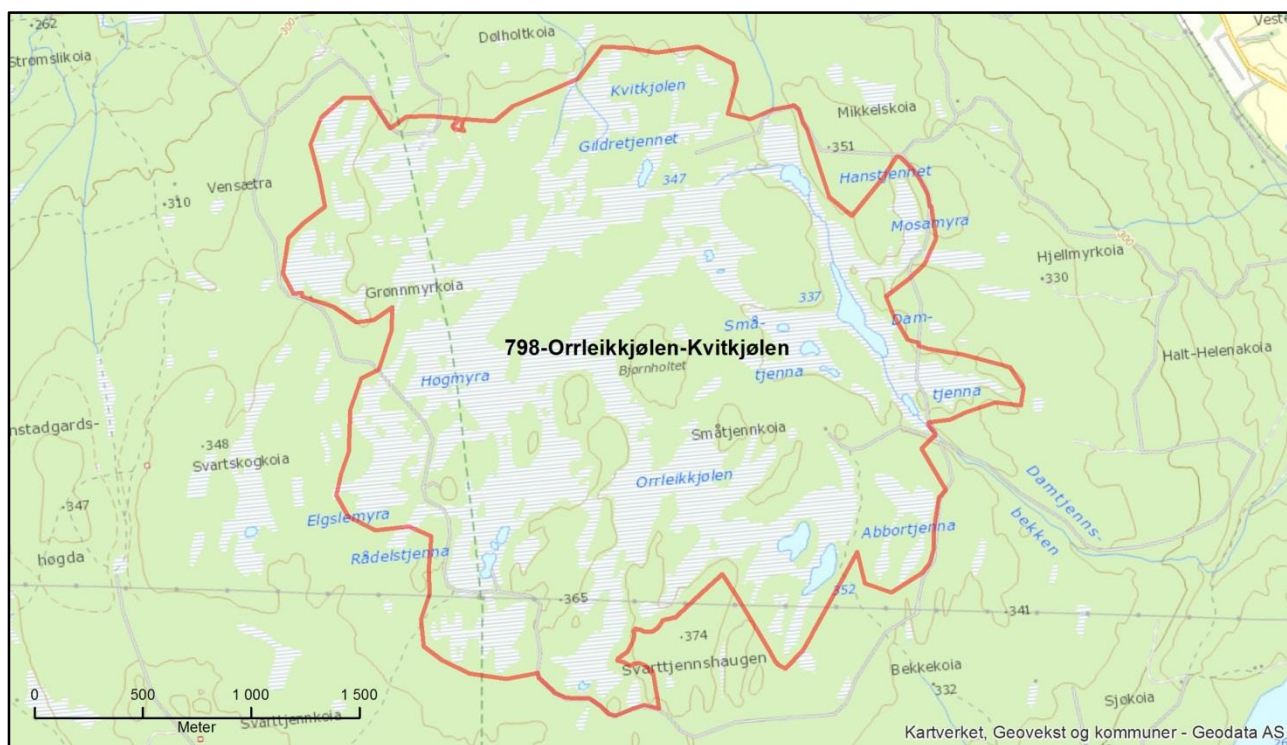 262
Strømslikoia
300
Dølholtkoia
Kvitkjølen
Mikkelskoia
351
Gildretjennet
347
Hanstjennet
Vensætra
310
Mosamyra
300
Hjellmyrkoia
330
Grønnmyrkoia
337
Små-
tjenna
Dam-
tjenna
798-Orrleikkjølen-Kvitkjølen
Bjørnholtet
Høgmyra
Halt-Helenakoia
nstadgards-
348
Svartskogkoia
Småtjennkoia
Orrleikkjølen
347
høgda
Elgslemyra
Rådelstjenna
Abbortjenna
Damtjenns-
bekken
352
365
341
374
Svarttjennshaugen
Bekkekoia
332
Sjøkoia
0 500 1 000 1 500
Meter
Svarttjennkoia
Kartverket, Geovekst og kommuner - Geodata AS